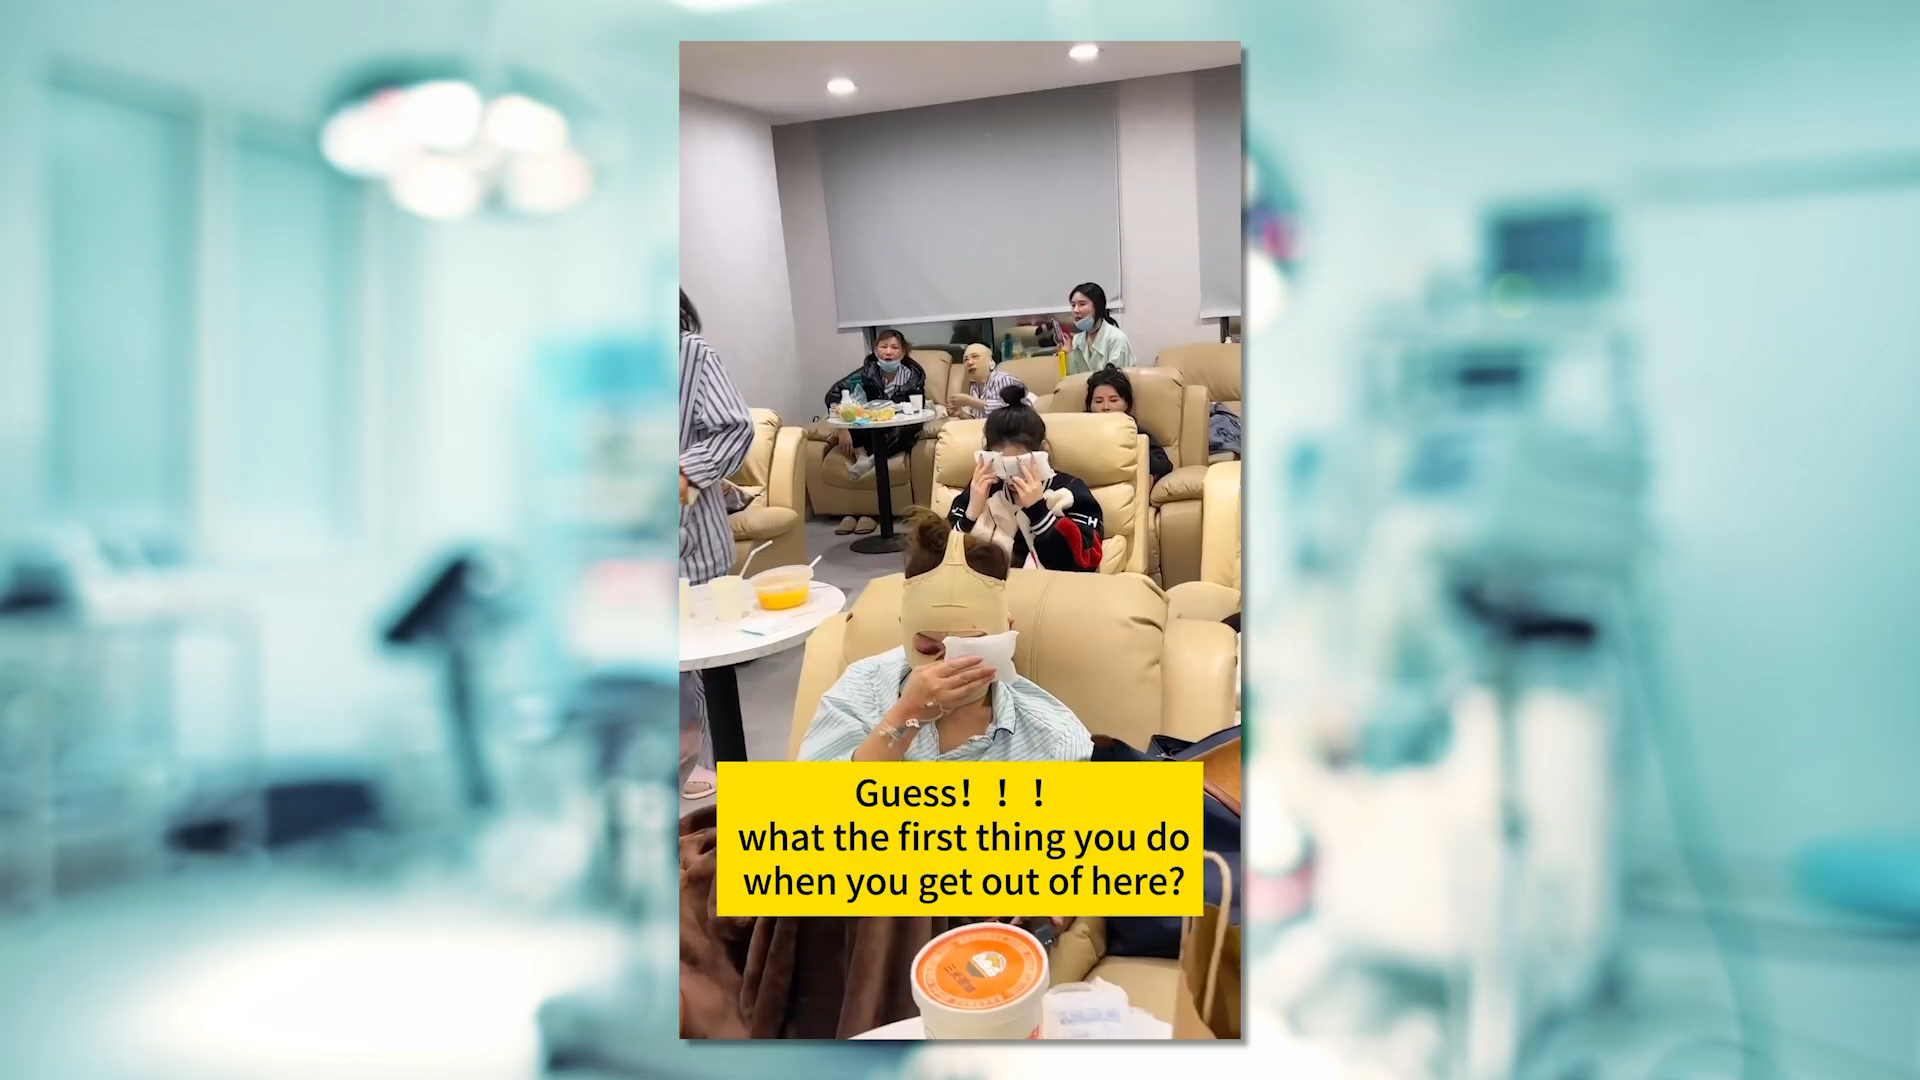 Guess！！！
what the first thing you do
when you get out of here?